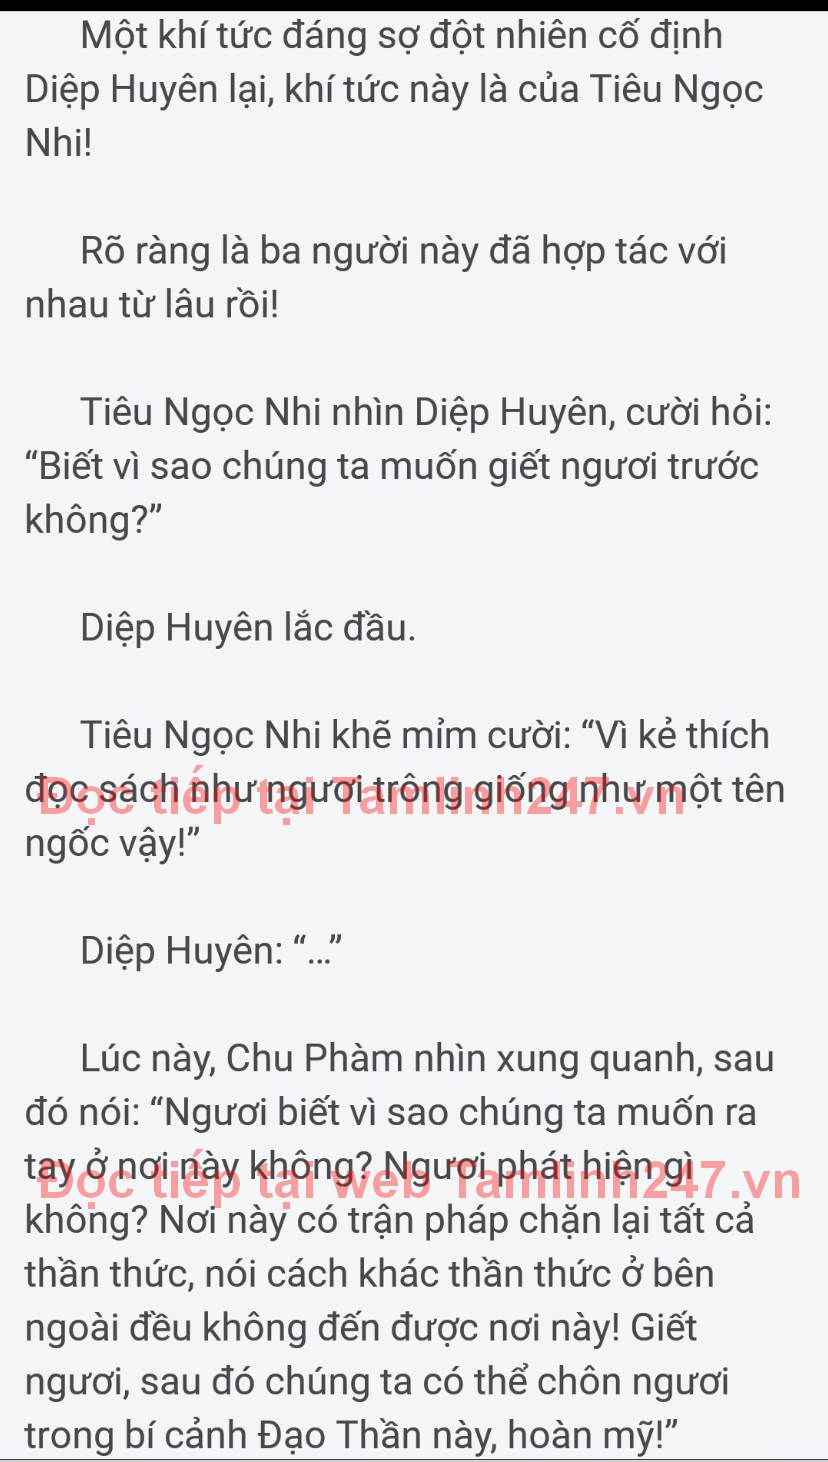 Một khí tức đáng sợ đột nhiên cố định
Diệp Huyên lại, khí tức này là của Tiêu Ngọc
Nhi!
Rõ ràng là ba người này đã hợp tác với
nhau từ lâu rồi!
Tiêu Ngọc Nhi nhìn Diệp Huyên, cười hỏi:
“Biết vì sao chúng ta muốn giết ngươi trước
không?”
Diệp Huyên lắc đầu.
Tiêu Ngọc Nhi khẽ mỉm cười: “Vì kẻ thích
đọc sách như ngươi trông giống như một tên
Đọc tiếp tại Tamlinh247.vn
ngốc vậy!”
Diệp Huyên: “...”
Lúc này, Chu Phàm nhìn xung quanh, sau
đó nói: “Ngươi biết vì sao chúng ta muốn ra
tay ở nơi này không? Ngươi phát hiện gì
Đọc tiếp tại web Tamlinh247.vn
không? Nơi này có trận pháp chặn lại tất cả
thần thức, nói cách khác thần thức ở bên
ngoài đều không đến được nơi này! Giết
ngươi, sau đó chúng ta có thể chôn ngươi
trong bí cảnh Đạo Thần này, hoàn mỹ!”